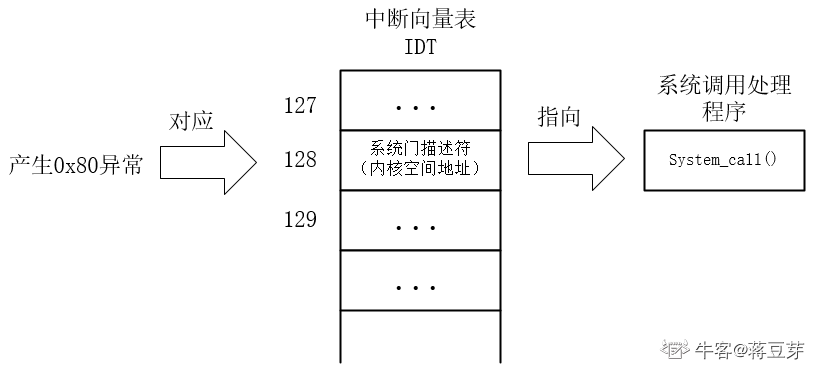 中断向量表
IDT
产生0x80异常
对应
127
...
128
系统门描述符
（内核空间地址）
129
...
...
指向
系统调用处理
程序
System_call()
牛客@蒋豆芽